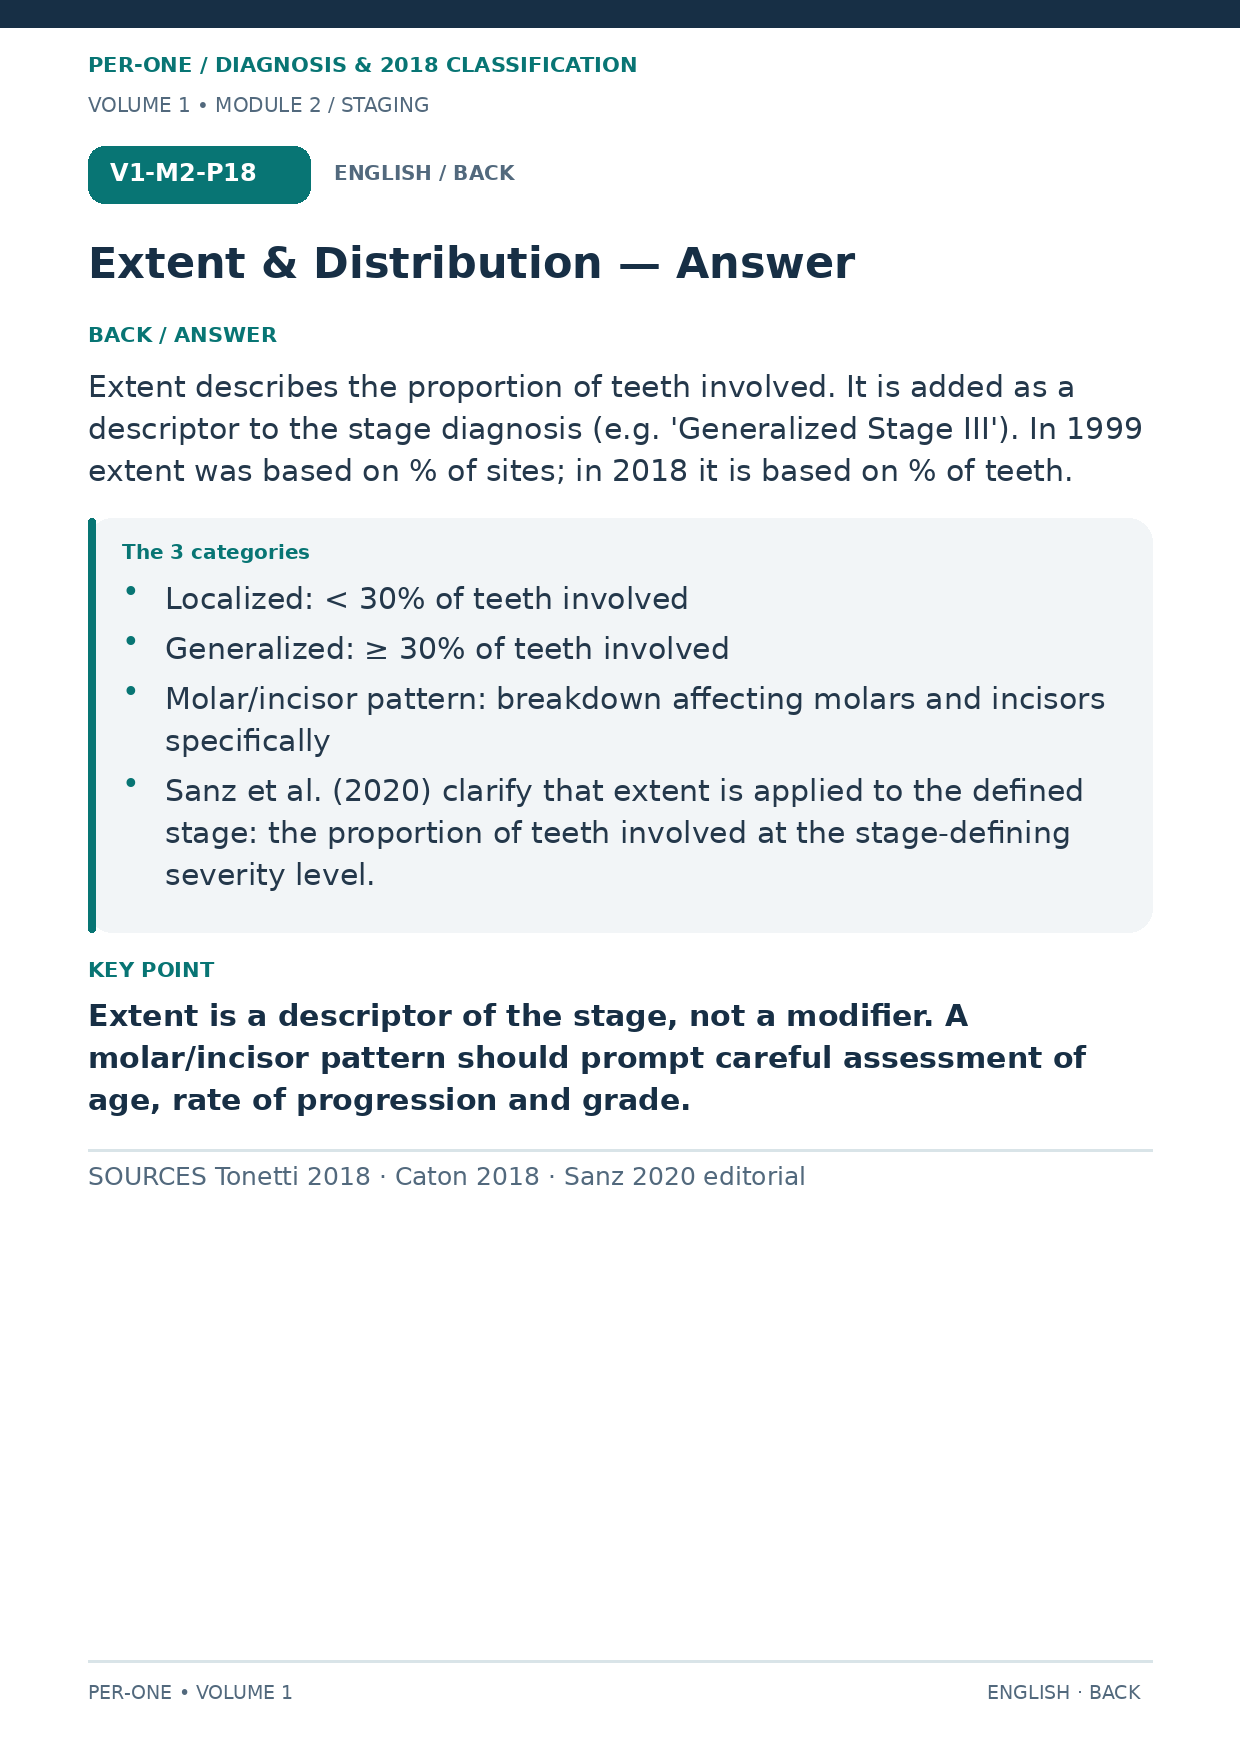 PER-ONE / DIAGNOSIS & 2018 CLASSIFICATION
VOLUME 1 • MODULE 2 / STAGING
V1-M2-P18
ENGLISH / BACK
Extent & Distribution — Answer
BACK / ANSWER
Extent describes the proportion of teeth involved. It is added as a
descriptor to the stage diagnosis (e.g. 'Generalized Stage III'). In 1999
extent was based on % of sites; in 2018 it is based on % of teeth.
The 3 categories
• Localized: < 30% of teeth involved
• Generalized: ≥ 30% of teeth involved
• Molar/incisor pattern: breakdown affecting molars and incisors
specifically
• Sanz et al. (2020) clarify that extent is applied to the defined
stage: the proportion of teeth involved at the stage-defining
severity level.
KEY POINT
Extent is a descriptor of the stage, not a modifier. A
molar/incisor pattern should prompt careful assessment of
age, rate of progression and grade.
SOURCES Tonetti 2018 · Caton 2018 · Sanz 2020 editorial
PER-ONE • VOLUME 1
ENGLISH · BACK